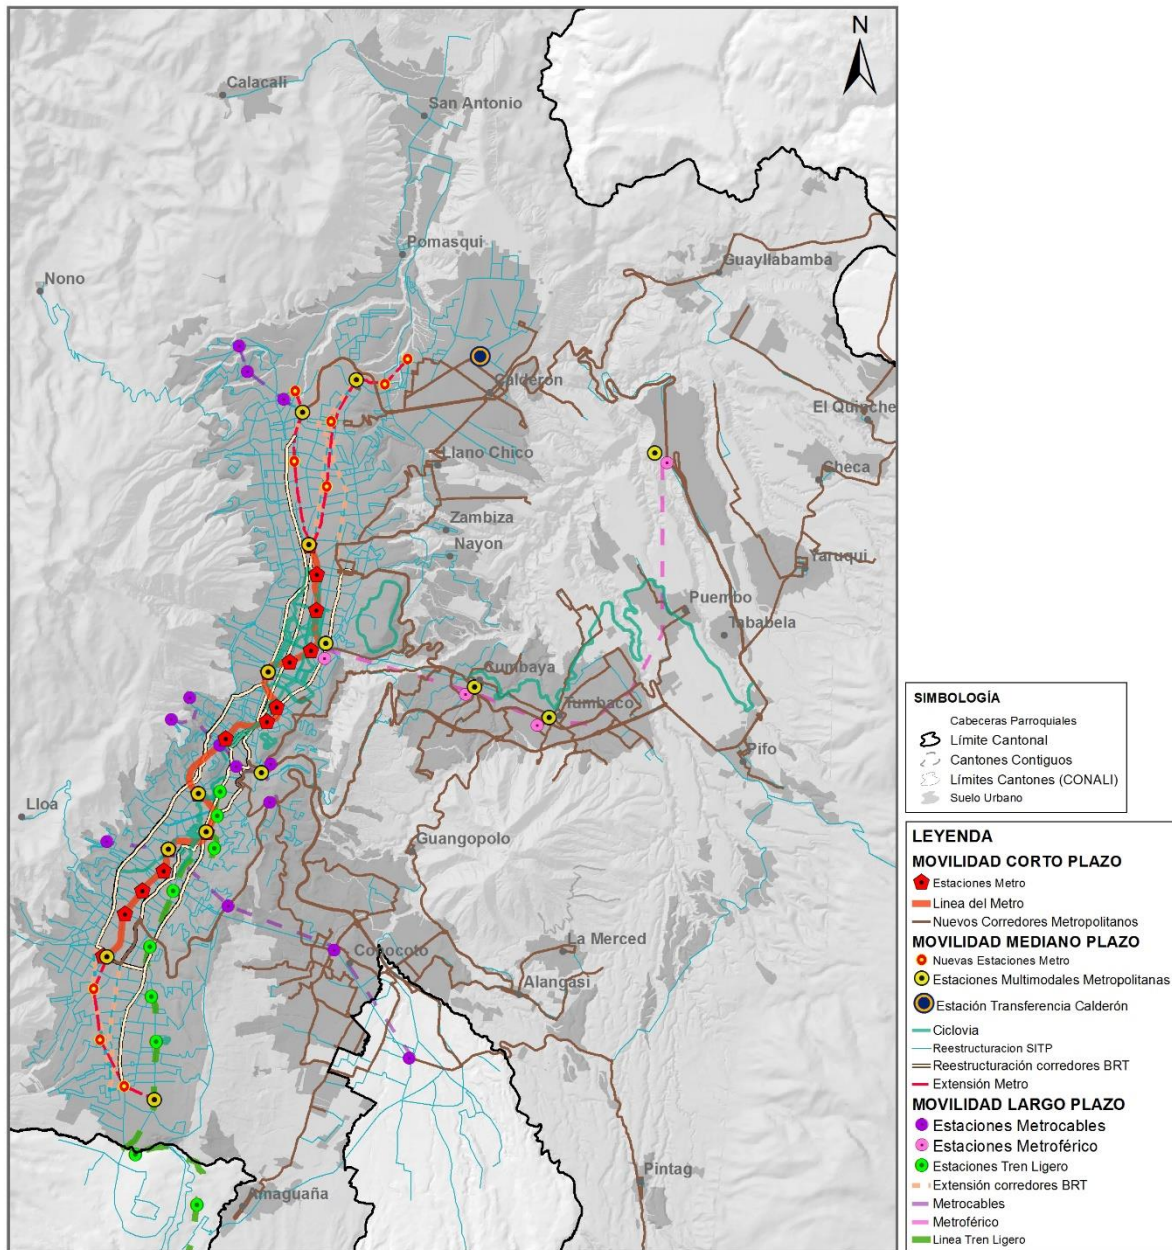 N
Calacali
San Antonio
Pomasqui
Nono
Guayllabamba
Calderon
El Quinche
Llano Chico
Checa
Zambiza
Nayon
Yaruqui
Puembo
Tababela
Cumbaya
Tumbaco
Pifo
Lloa
Guangopolo
La Merced
Conocoto
Alangasi
Pintag
Amaguaña
SIMBOLOGÍA
Cabeceras Parroquiales
Límite Cantonal
Cantones Contiguos
Límites Cantones (CONALI)
Suelo Urbano
LEYENDA
MOVILIDAD CORTO PLAZO
Estaciones Metro
Linea del Metro
Nuevos Corredores Metropolitanos
MOVILIDAD MEDIANO PLAZO
Nuevas Estaciones Metro
Estaciones Multimodales Metropolitanas
Estación Transferencia Calderón
Ciclovia
Reestructuracion SITP
Reestructuración corredores BRT
Extensión Metro
MOVILIDAD LARGO PLAZO
Estaciones Metrocables
Estaciones Metroférico
Estaciones Tren Ligero
Extensión corredores BRT
Metrocables
Metroférico
Linea Tren Ligero